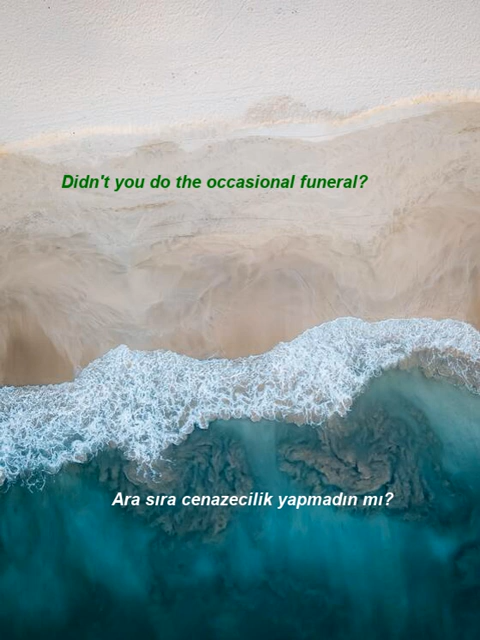 Didn't you do the occasional funeral?
Ara sıra cenazecilik yapmadın mı?